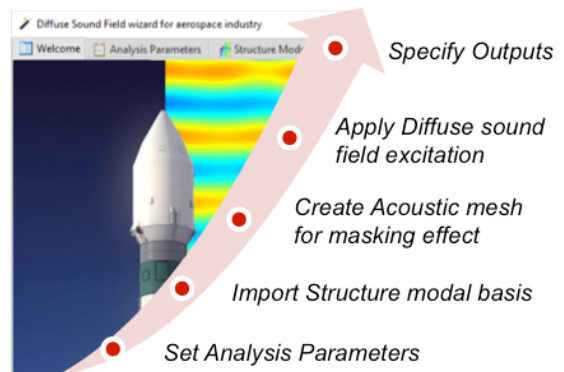 Diffuse Sound Field wizard for aerospace industry
Welcome
Analysis Parameters
Structure
Specify Outputs
Apply Diffuse sound
field excitation
Create Acoustic mesh
for masking effect
Import Structure modal basis
Set Analysis Parameters